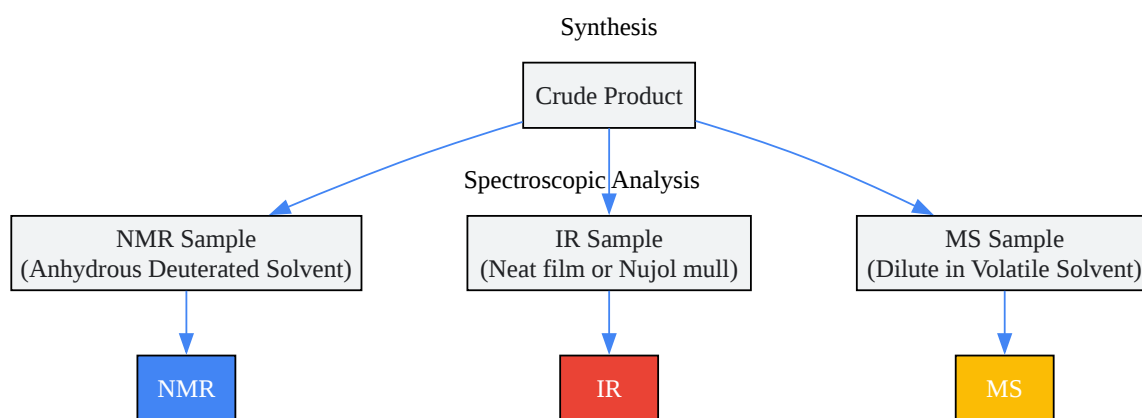 Synthesis
Crude Product
Spectroscopic Analysis
NMR Sample
(Anhydrous Deuterated Solvent)
IR Sample
(Neat film or Nujol mull)
MS Sample
(Dilute in Volatile Solvent)
NMR
IR
MS